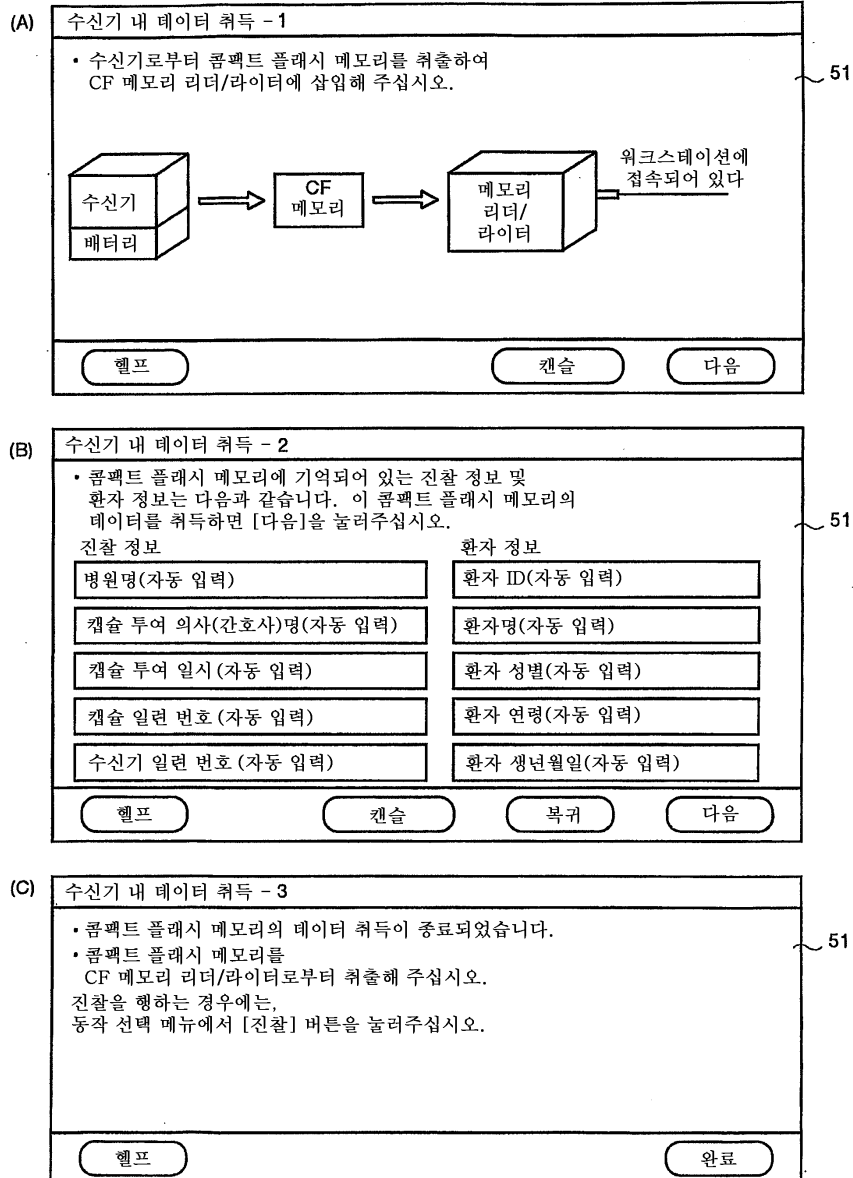 (A)
수신기 내 데이터 취득 - 1
• 수신기로부터 콤팩트 플래시 메모리를 취출하여
CF 메모리 리더/라이터에 삽입해 주십시오.
51
수신기
배터리
CF
메모리
메모리
리더/
라이터
워크스테이션에
접속되어 있다
헬프
캔슬
다음
(B)
수신기 내 데이터 취득 - 2
• 콤팩트 플래시 메모리에 기억되어 있는 진찰 정보 및
환자 정보는 다음과 같습니다. 이 콤팩트 플래시 메모리의
데이터를 취득하면 [다음]을 눌러주십시오.
51
진찰 정보
환자 정보
병원명(자동 입력)
환자 ID(자동 입력)
캡슐 투여 의사(간호사)명(자동 입력)
환자명(자동 입력)
캡슐 투여 일시(자동 입력)
환자 성별(자동 입력)
캡슐 일련 번호(자동 입력)
환자 연령(자동 입력)
수신기 일련 번호(자동 입력)
환자 생년월일(자동 입력)
헬프
캔슬
복귀
다음
(C)
수신기 내 데이터 취득 - 3
• 콤팩트 플래시 메모리의 데이터 취득이 종료되었습니다.
51
• 콤팩트 플래시 메모리를
CF 메모리 리더/라이터로부터 취출해 주십시오.
진찰을 행하는 경우에는,
동작 선택 메뉴에서 [진찰] 버튼을 눌러주십시오.
헬프
완료